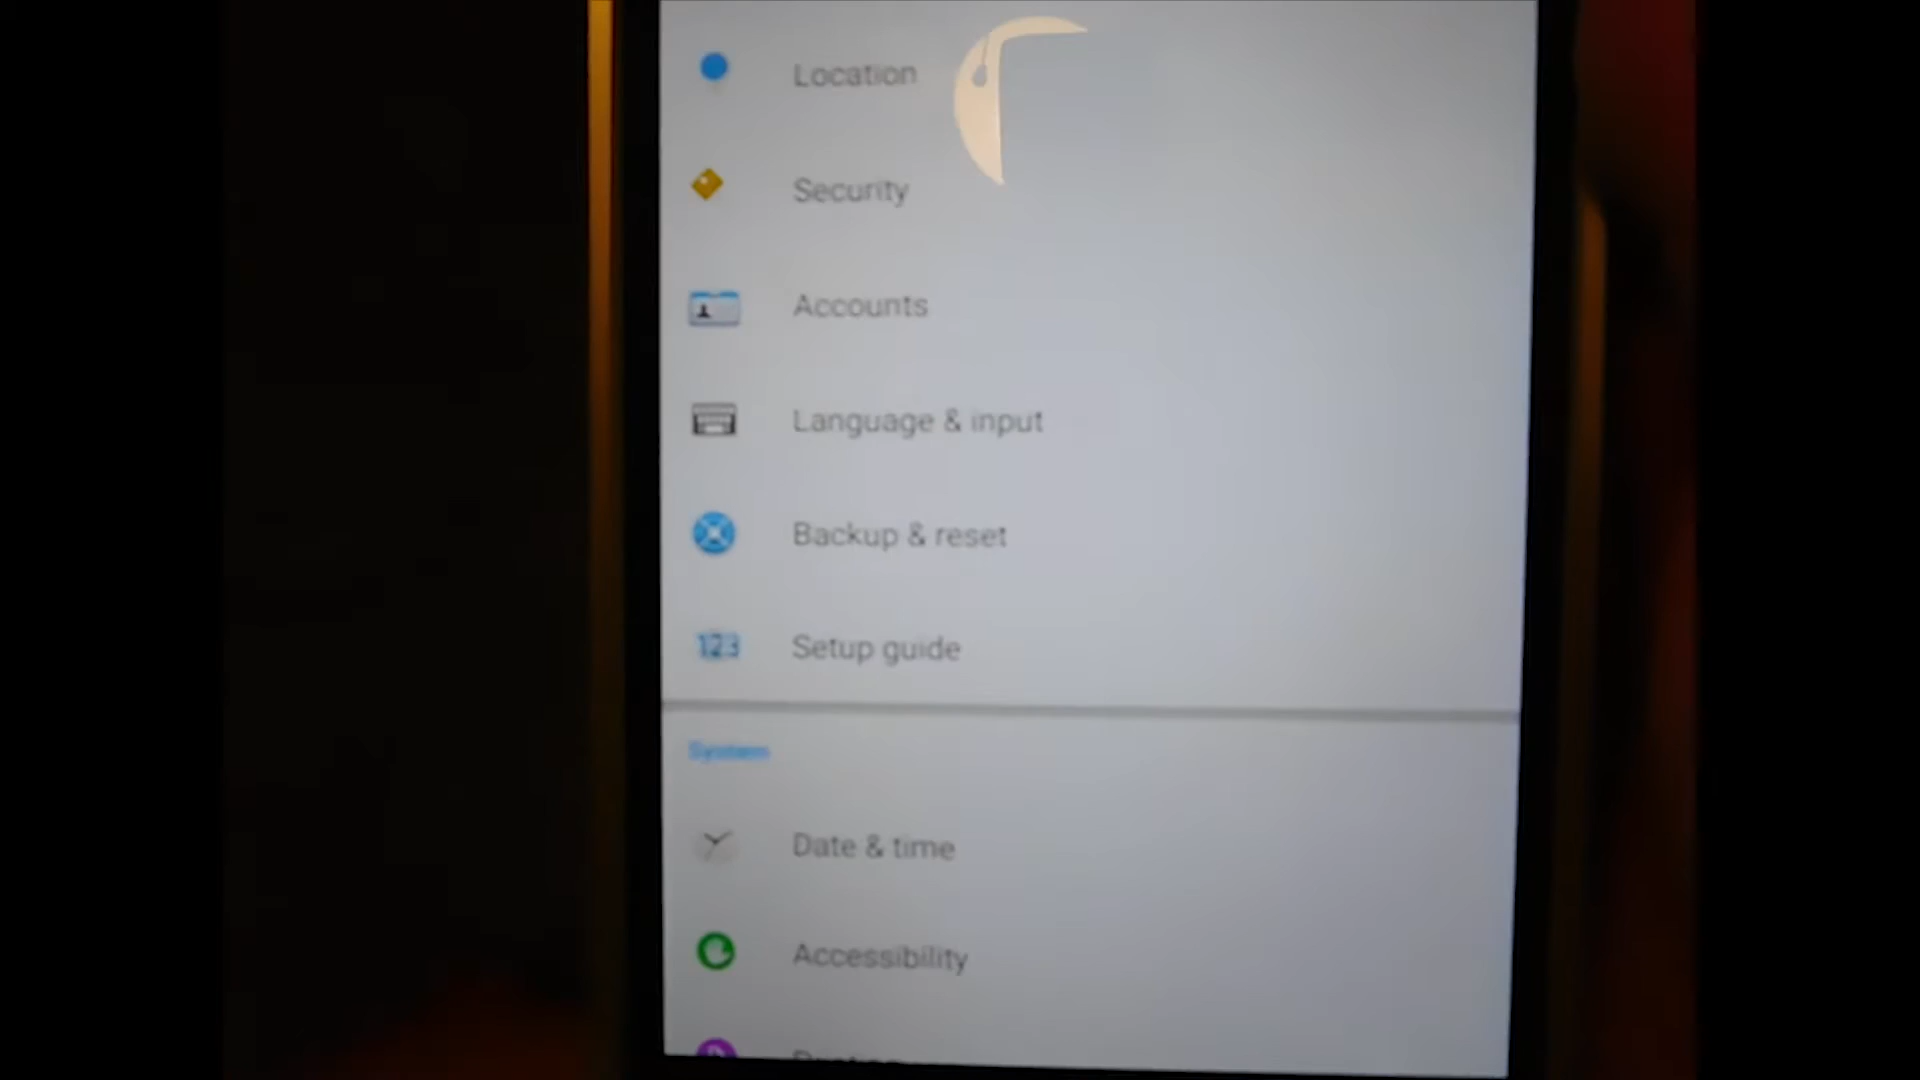 Location
Security
Accounts
Language & input
Backup & reset
123 Setup guide
System
Date & time
Accessibility